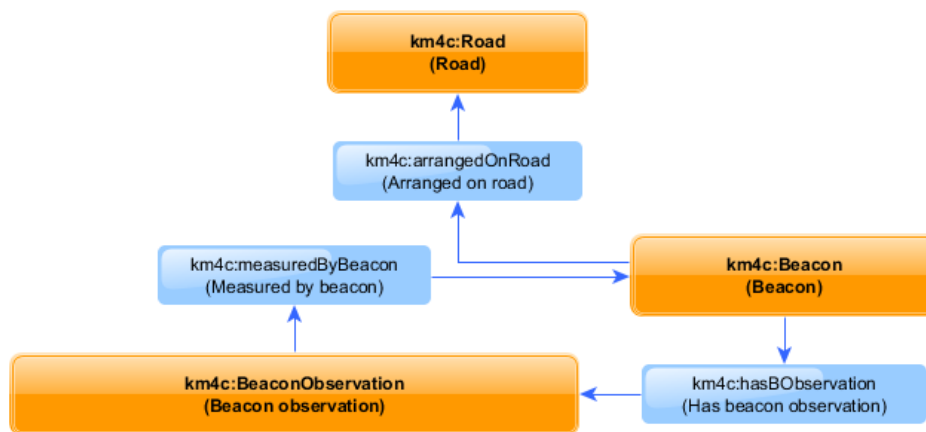 km4c:Road
(Road)
km4c:arrangedOnRoad
(Arranged on road)
km4c:measuredByBeacon
(Measured by beacon)
km4c:Beacon
(Beacon)
km4c:BeaconObservation
(Beacon observation)
km4c:hasBObservation
(Has beacon observation)